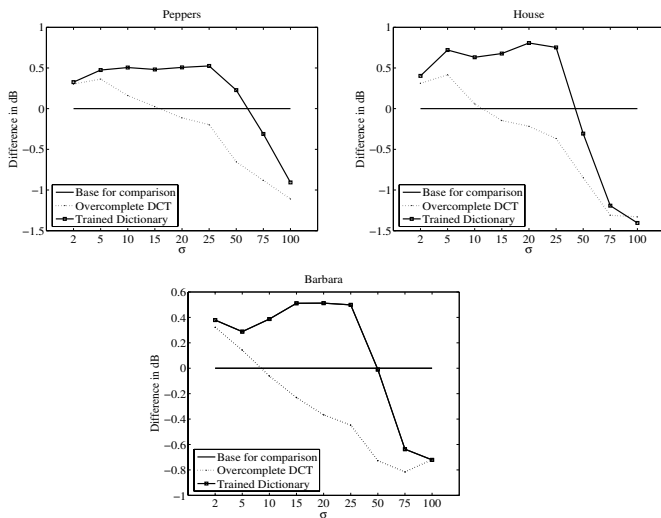 Peppers
1
0.5
0
−0.5
−1
−1.5
Difference in dB
Base for comparison
Overcomplete DCT
Trained Dictionary
2 5 10 15 20 25 50 75 100
σ
House
1
0.5
0
−0.5
−1
−1.5
Difference in dB
Base for comparison
Overcomplete DCT
Trained Dictionary
2 5 10 15 20 25 50 75 100
σ
Barbara
0.6
0.4
0.2
0
−0.2
−0.4
−0.6
−0.8
−1
Difference in dB
Base for comparison
Overcomplete DCT
Trained Dictionary
2 5 10 15 20 25 50 75 100
σ